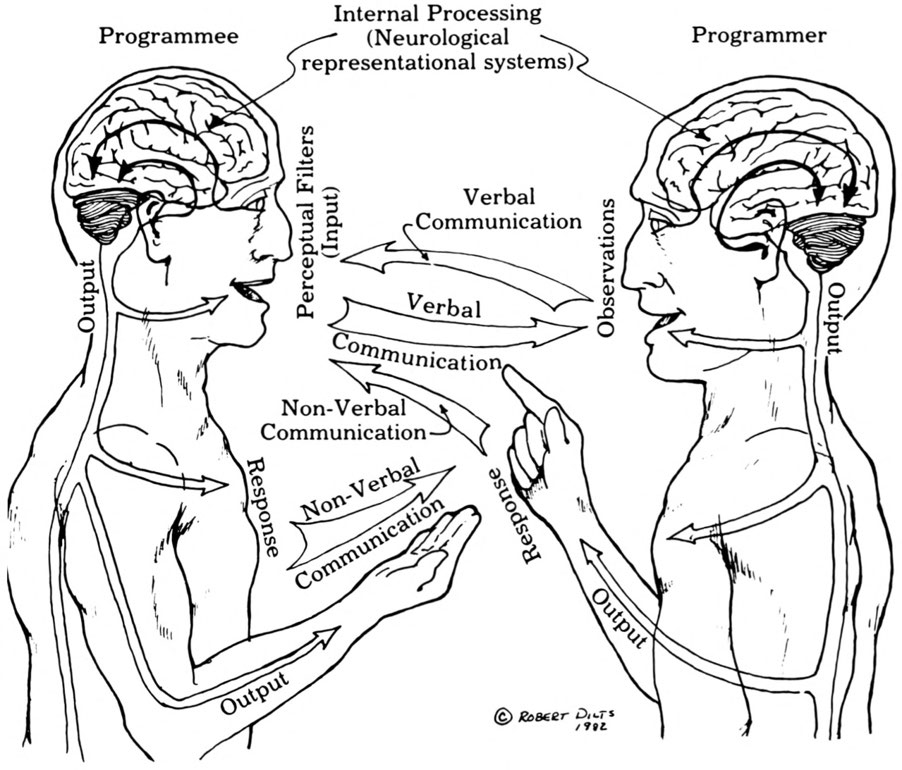 Programmee
Internal Processing
(Neurological
representational systems)
Programmer
Perceptual Filters
(Input)
Verbal
Communication
Observations
Output
Verbal
Communication
Output
Non-Verbal
Communication
Response
Non-Verbal
Communication
Response
Output
Output
© ROBERT DILTS
1982